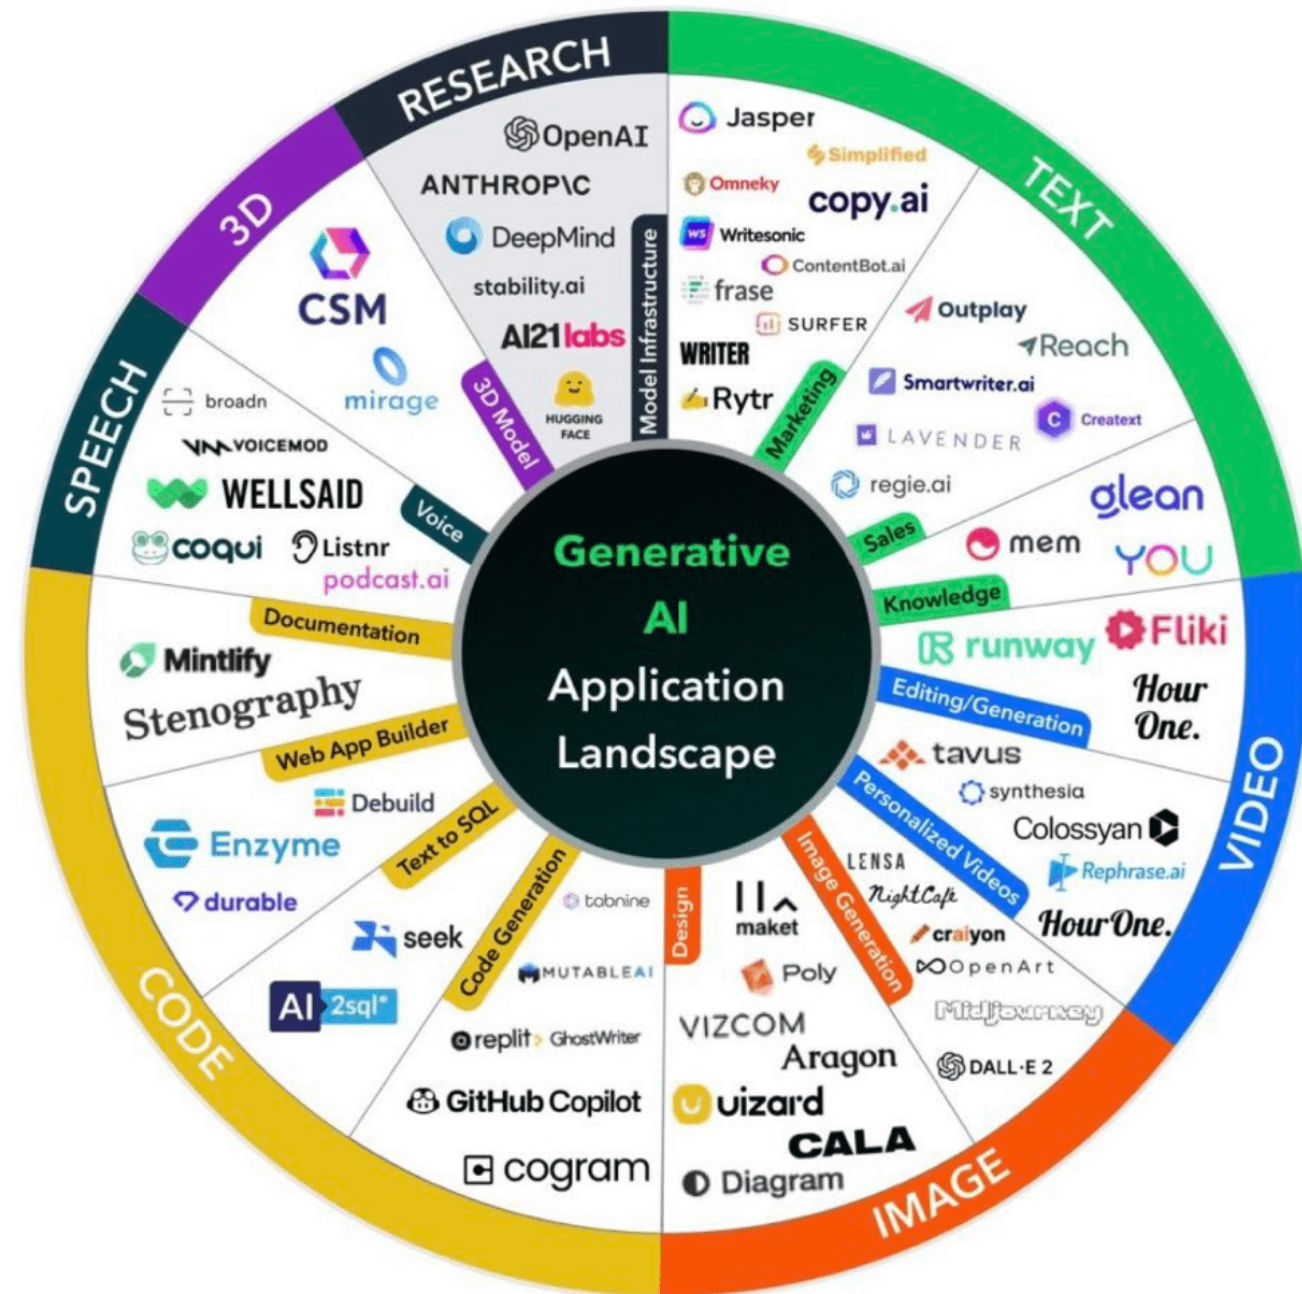 Generative
AI
Application
Landscape
RESEARCH
OpenAI
ANTHROP\C
DeepMind
stability.ai
AI21labs
HUGGING
FACE
Model Infrastructure
TEXT
Jasper
Simplified
Omneky
copy.ai
WS Writesonic
ContentBot.ai
frase
SURFER
WRITER
Rytr
Marketing
Outplay
Reach
Smartwriter.ai
C Creatext
LAVENDER
regie.ai
Sales
glean
mem
YOU
Knowledge
VIDEO
runway
Fliki
Hour
One.
Editing/Generation
tavus
synthesia
Colossyan
Rephrase.ai
Hour One.
Personalized Videos
IMAGE
LENSA
NightCafe
craiyon
OpenArt
Midjourney
DALL·E 2
Image Generation
maket
Poly
VIZCOM
Aragon
uizard
CALA
Diagram
Design
CODE
tabnine
MUTABLEAI
replit GhostWriter
GitHub Copilot
cogram
Code Generation
seek
AI 2sql*
Text to SQL
Debuild
Enzyme
durable
Web App Builder
Mintlify
Stenography
Documentation
SPEECH
broadn
VOICEMOD
WELLSAID
coqui
Listnr
podcast.ai
Voice
3D
CSM
mirage
3D Model